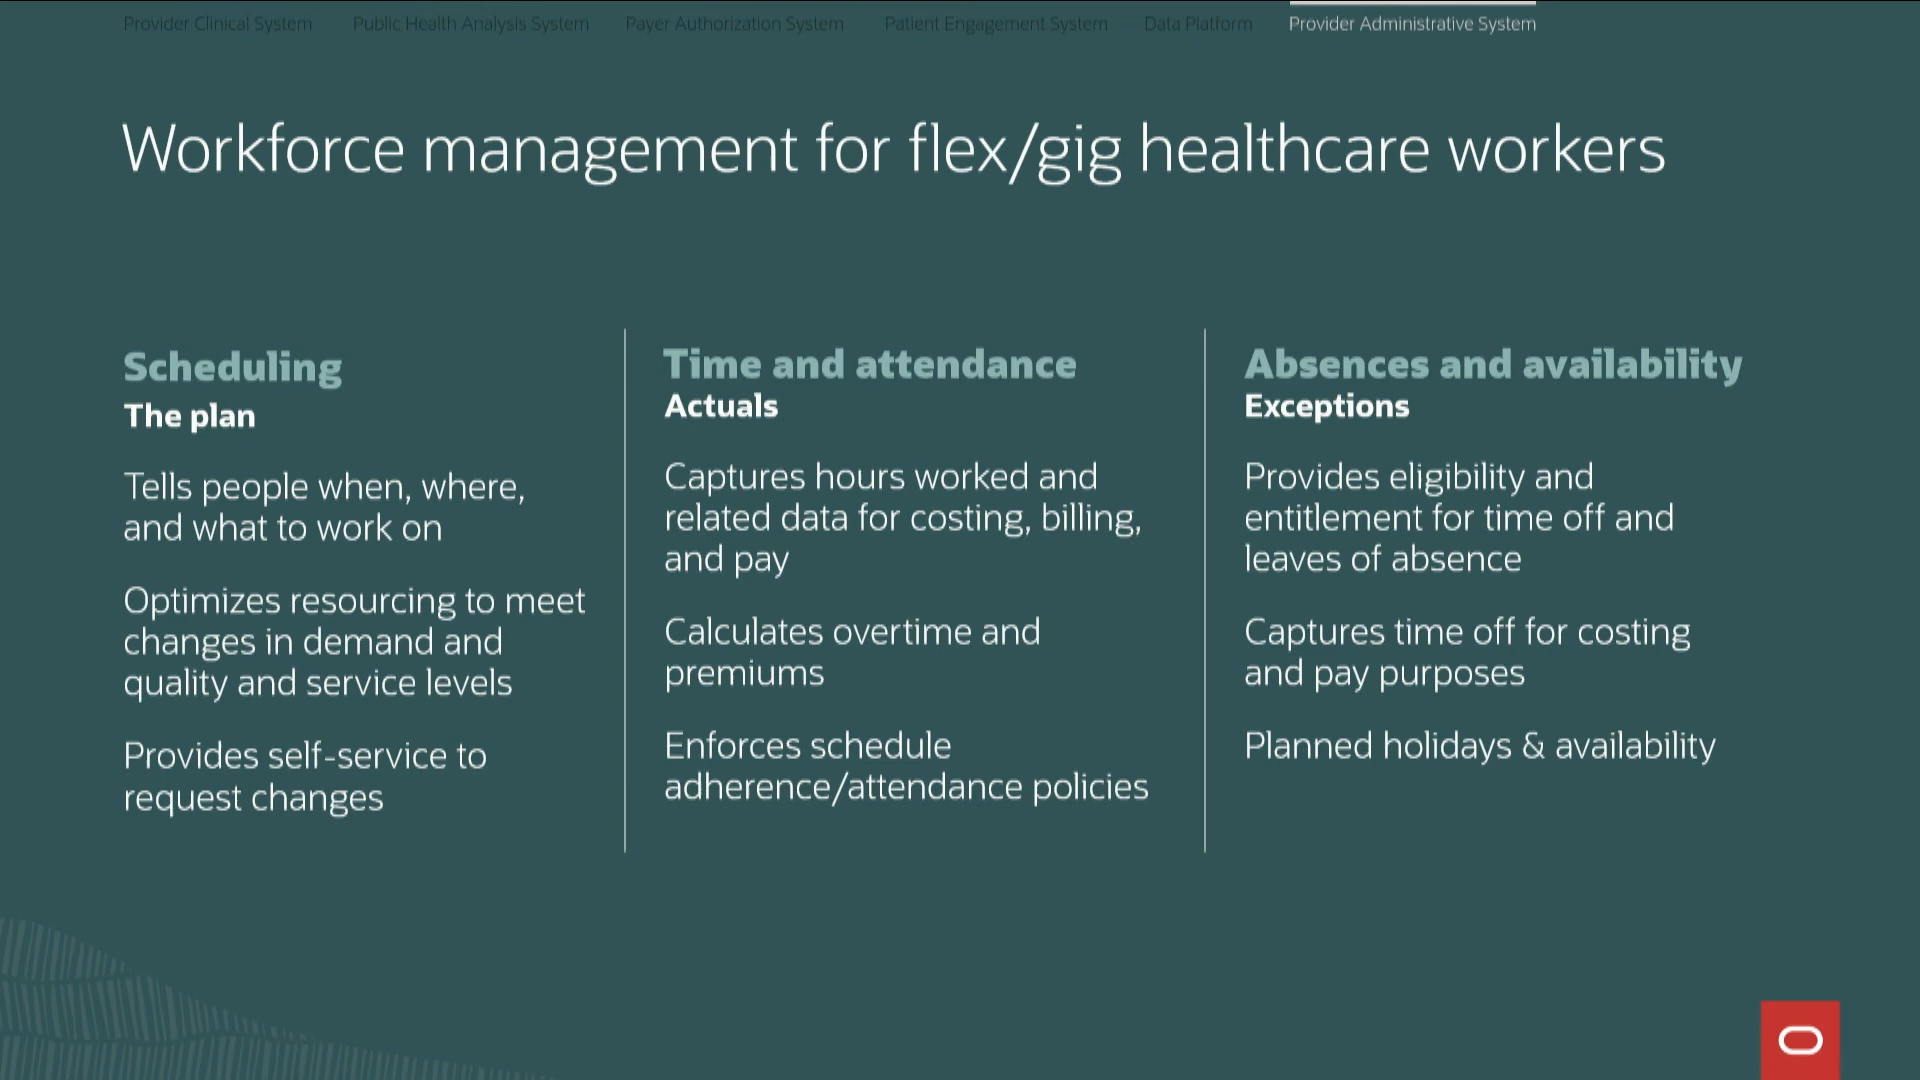 Provider Clinical System Public Health Analysis System Payer Authorization System Patient Engagement System Data Platform Provider Administrative System
Workforce management for flex/gig healthcare workers
Scheduling
The plan
Tells people when, where,
and what to work on
Optimizes resourcing to meet
changes in demand and
quality and service levels
Provides self-service to
request changes
Time and attendance
Actuals
Captures hours worked and
related data for costing, billing,
and pay
Calculates overtime and
premiums
Enforces schedule
adherence/attendance policies
Absences and availability
Exceptions
Provides eligibility and
entitlement for time off and
leaves of absence
Captures time off for costing
and pay purposes
Planned holidays & availability